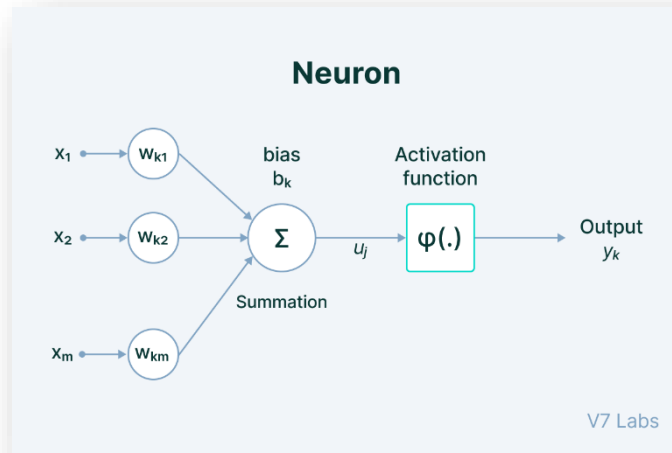 Neuron
x₁
wₖ₁
bias
bₖ
Activation
function
x₂
wₖ₂
Σ
uⱼ
φ(.)
Output
yₖ
Summation
xₘ
wₖₘ
V7 Labs